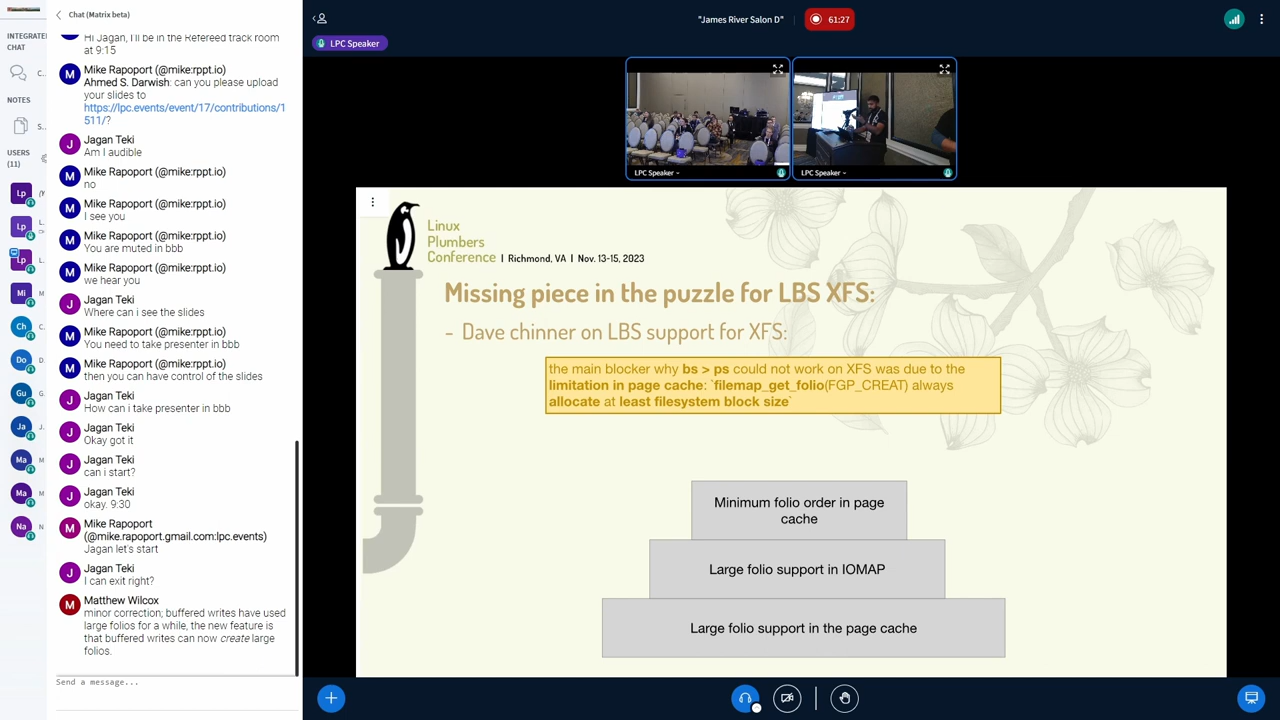 INTEGRATE
CHAT
C...
NOTES
S...
USERS
(11)
Lp
Lp
L...
Mi
Ch
Do
Gu
Ja
J...
Ma
Ma
Na
Chat (Matrix beta)
Hi Jagan, I'll be in the Refereed track room
at 9:15
M
Mike Rapoport (@mike:rppt.io)
Ahmed S. Darwish: can you please upload
your slides to
https://lpc.events/event/17/contributions/1
511/?
J
Jagan Teki
Am I audible
M
Mike Rapoport (@mike:rppt.io)
no
M
Mike Rapoport (@mike:rppt.io)
I see you
M
Mike Rapoport (@mike:rppt.io)
You are muted in bbb
M
Mike Rapoport (@mike:rppt.io)
we hear you
J
Jagan Teki
Where can i see the slides
M
Mike Rapoport (@mike:rppt.io)
You need to take presenter in bbb
M
Mike Rapoport (@mike:rppt.io)
then you can have control of the slides
J
Jagan Teki
How can i take presenter in bbb
J
Jagan Teki
Okay got it
J
Jagan Teki
can i start?
J
Jagan Teki
okay. 9:30
M
Mike Rapoport
(@mike.rapoport.gmail.com:lpc.events)
Jagan let's start
J
Jagan Teki
I can exit right?
M
Matthew Wilcox
minor correction; buffered writes have used
large folios for a while, the new feature is
that buffered writes can now create large
folios.
Send a message...
"James River Salon D"
61:27
LPC Speaker
LPC Speaker
LPC Speaker
Linux
Plumbers
Conference | Richmond, VA | Nov. 13-15, 2023
Missing piece in the puzzle for LBS XFS:
- Dave chinner on LBS support for XFS:
the main blocker why bs > ps could not work on XFS was due to the
limitation in page cache: `filemap_get_folio(FGP_CREAT) always
allocate at least filesystem block size`
Minimum folio order in page
cache
Large folio support in IOMAP
Large folio support in the page cache